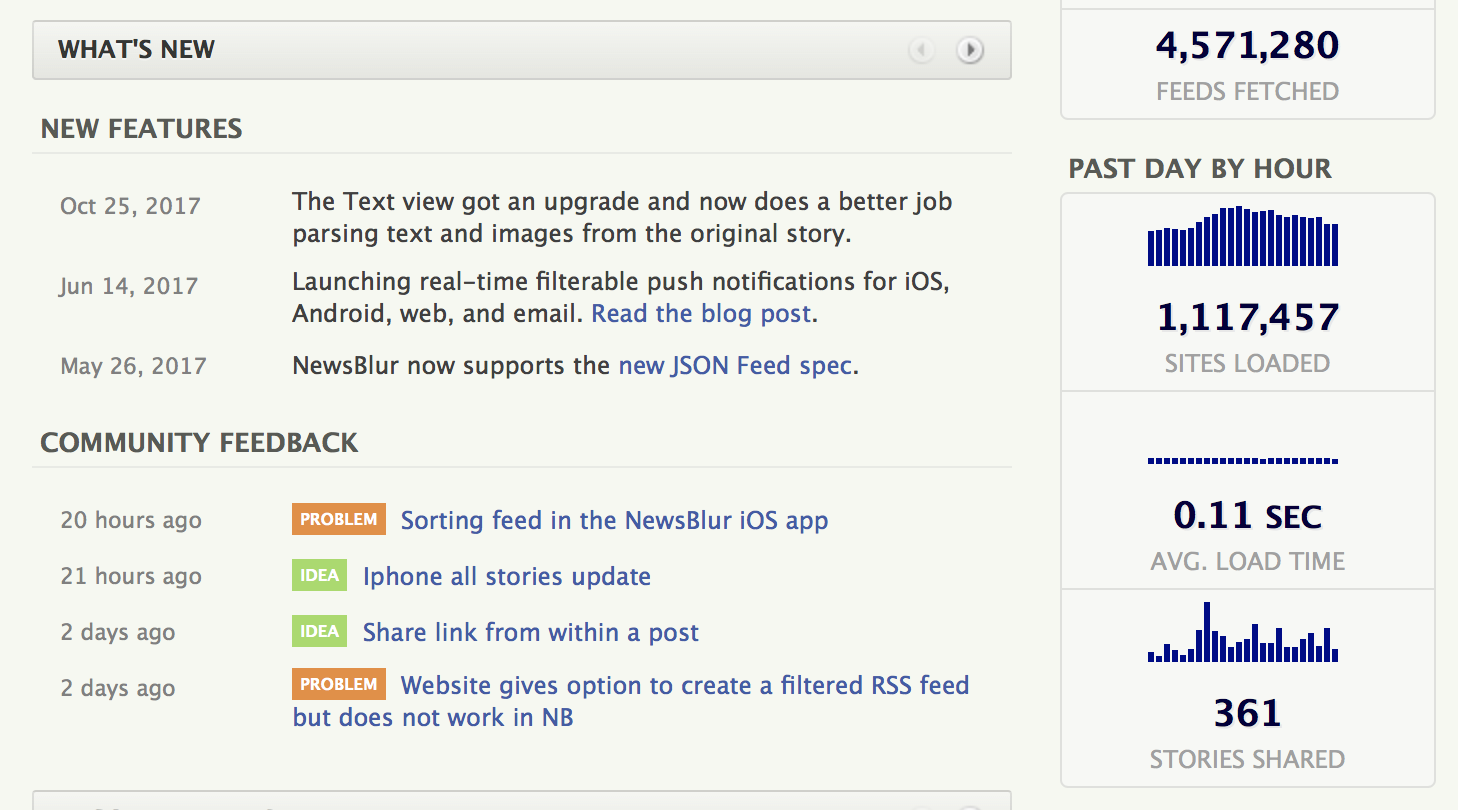 WHAT'S NEW
NEW FEATURES
Oct 25, 2017
The Text view got an upgrade and now does a better job
parsing text and images from the original story.
Jun 14, 2017
Launching real-time filterable push notifications for iOS,
Android, web, and email. Read the blog post.
May 26, 2017
NewsBlur now supports the new JSON Feed spec.
COMMUNITY FEEDBACK
20 hours ago
PROBLEM Sorting feed in the NewsBlur iOS app
21 hours ago
IDEA Iphone all stories update
2 days ago
IDEA Share link from within a post
2 days ago
PROBLEM Website gives option to create a filtered RSS feed
but does not work in NB
4,571,280
FEEDS FETCHED
PAST DAY BY HOUR
1,117,457
SITES LOADED
0.11 SEC
AVG. LOAD TIME
361
STORIES SHARED